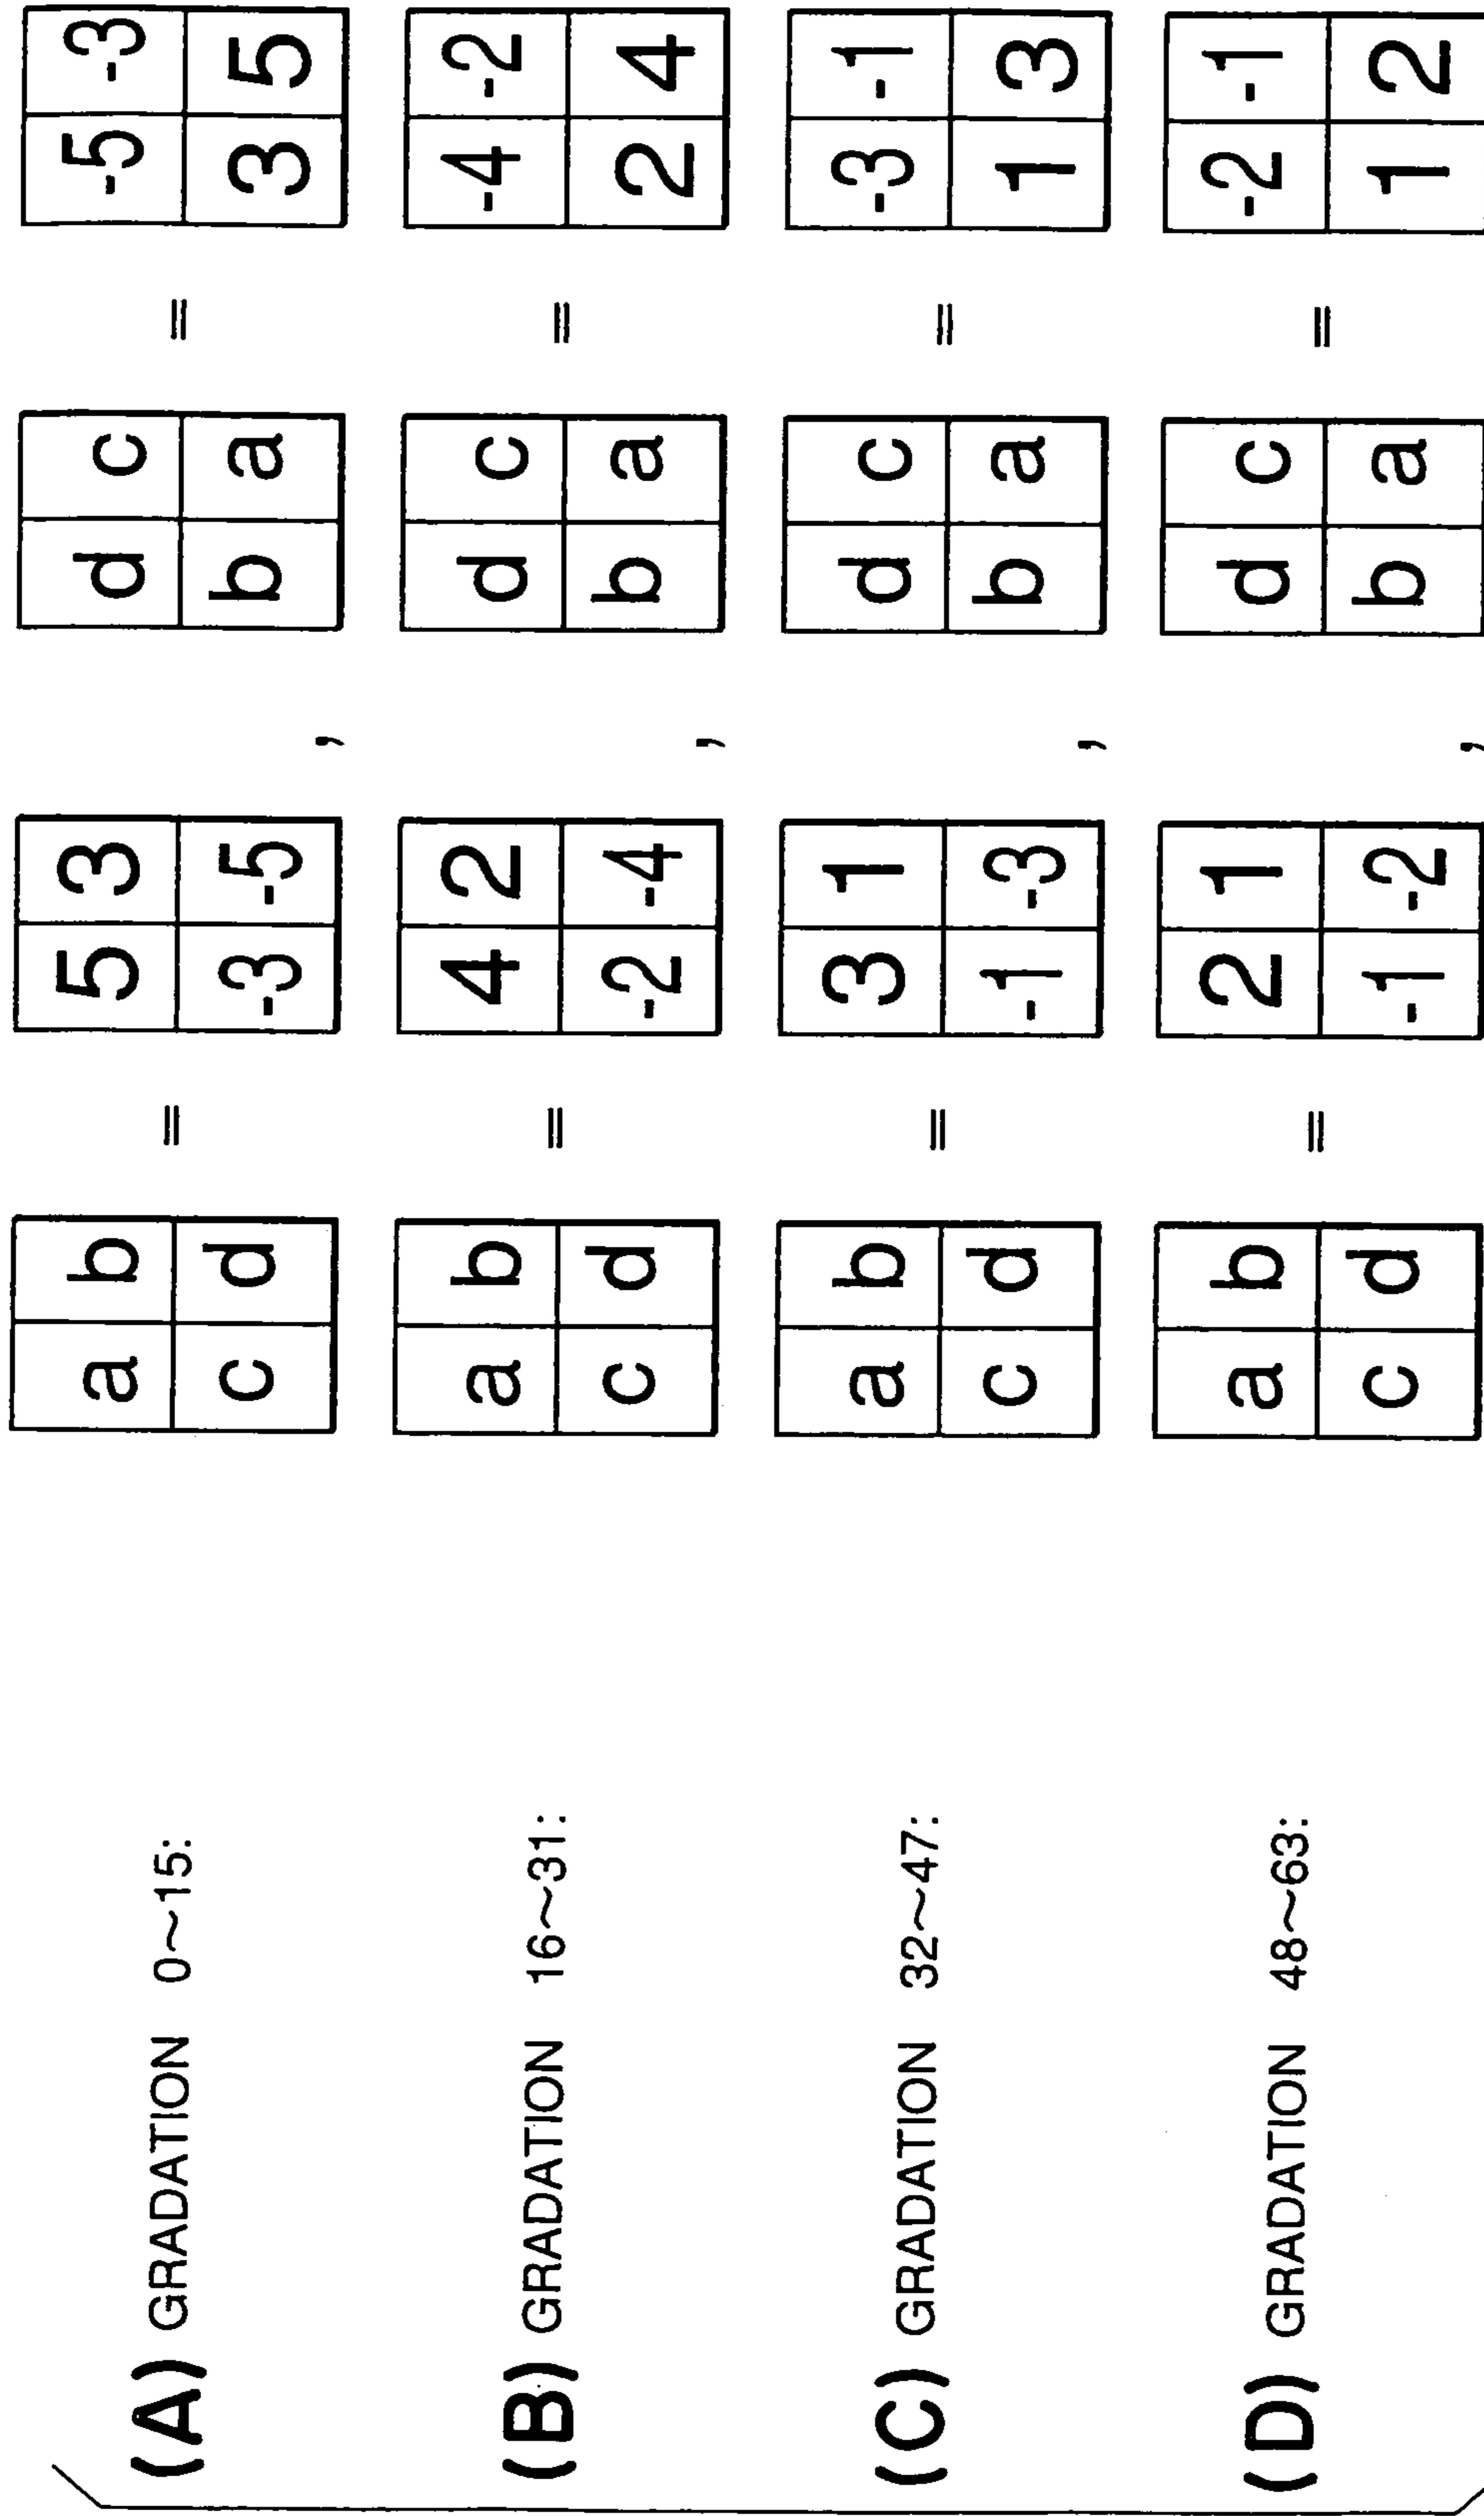 a b 5 3 d c -5 -3
(A) GRADATION 0~15: = , =
c d -3 -5 b a 3 5
a b 4 2 d c -4 -2
(B) GRADATION 16~31: = , =
c d -2 -4 b a 2 4
a b 3 1 d c -3 -1
(C) GRADATION 32~47: = , =
c d -1 -3 b a 1 3
a b 2 1 d c -2 -1
(D) GRADATION 48~63: = , =
c d -1 -2 b a 1 2